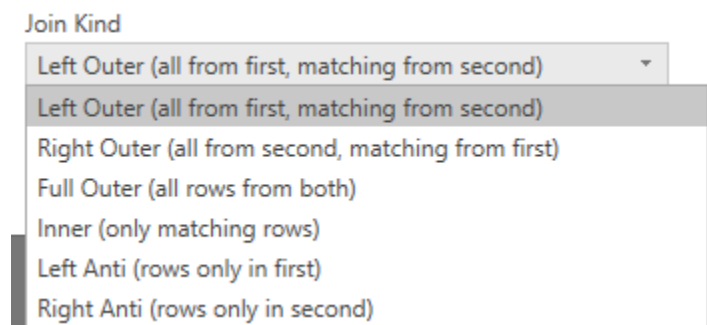 Join Kind
Left Outer (all from first, matching from second)
Left Outer (all from first, matching from second)
Right Outer (all from second, matching from first)
Full Outer (all rows from both)
Inner (only matching rows)
Left Anti (rows only in first)
Right Anti (rows only in second)